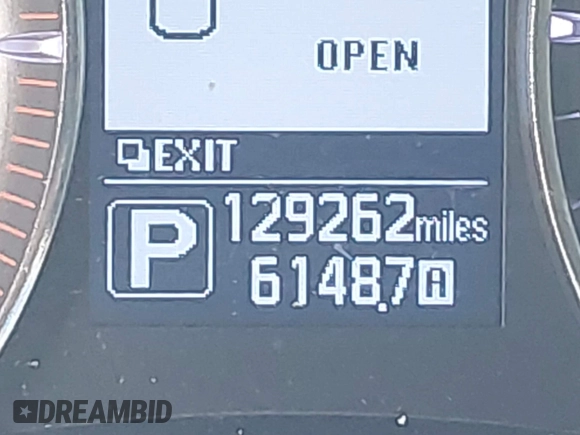 OPEN
EXIT
P
129262miles
6148.7A
DREAMBID